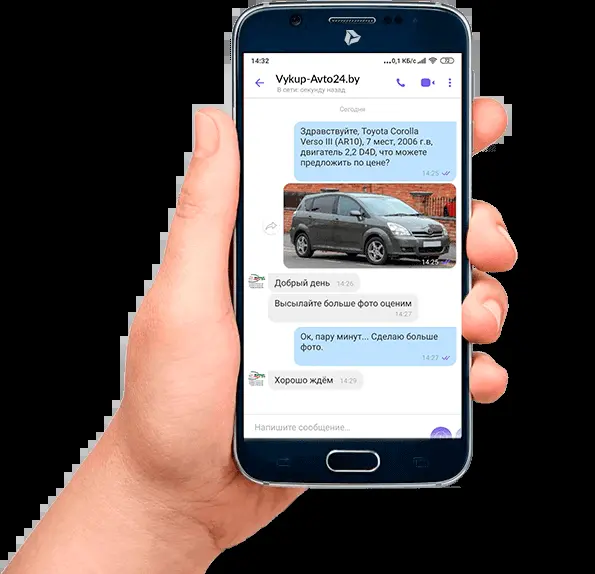 14:32
...0,1 КБ/с
Vykup-Avto24.by
В сети: секунду назад
Сегодня
Здравствуйте, Toyota Corolla
Verso III (AR10), 7 мест, 2006 г.в,
двигатель 2,2 D4D, что можете
предложить по цене?
14:25
14:25
Добрый день 14:26
Высылайте больше фото оценим
14:27
Ок, пару минут... Сделаю больше
фото.
14:27
Хорошо ждём 14:29
Напишите сообщение...